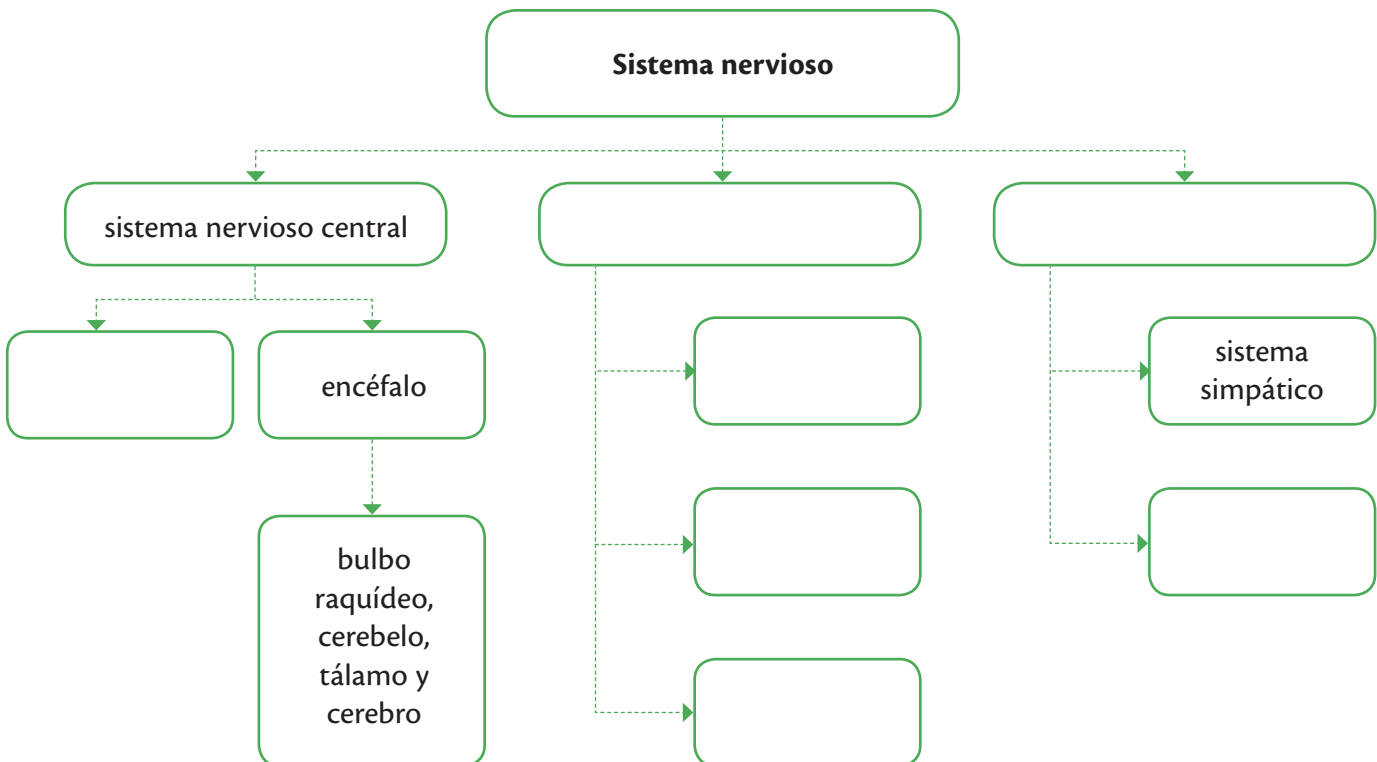 Sistema nervioso
sistema nervioso central
encéfalo
bulbo
raquídeo,
cerebelo,
tálamo y
cerebro
sistema
simpático